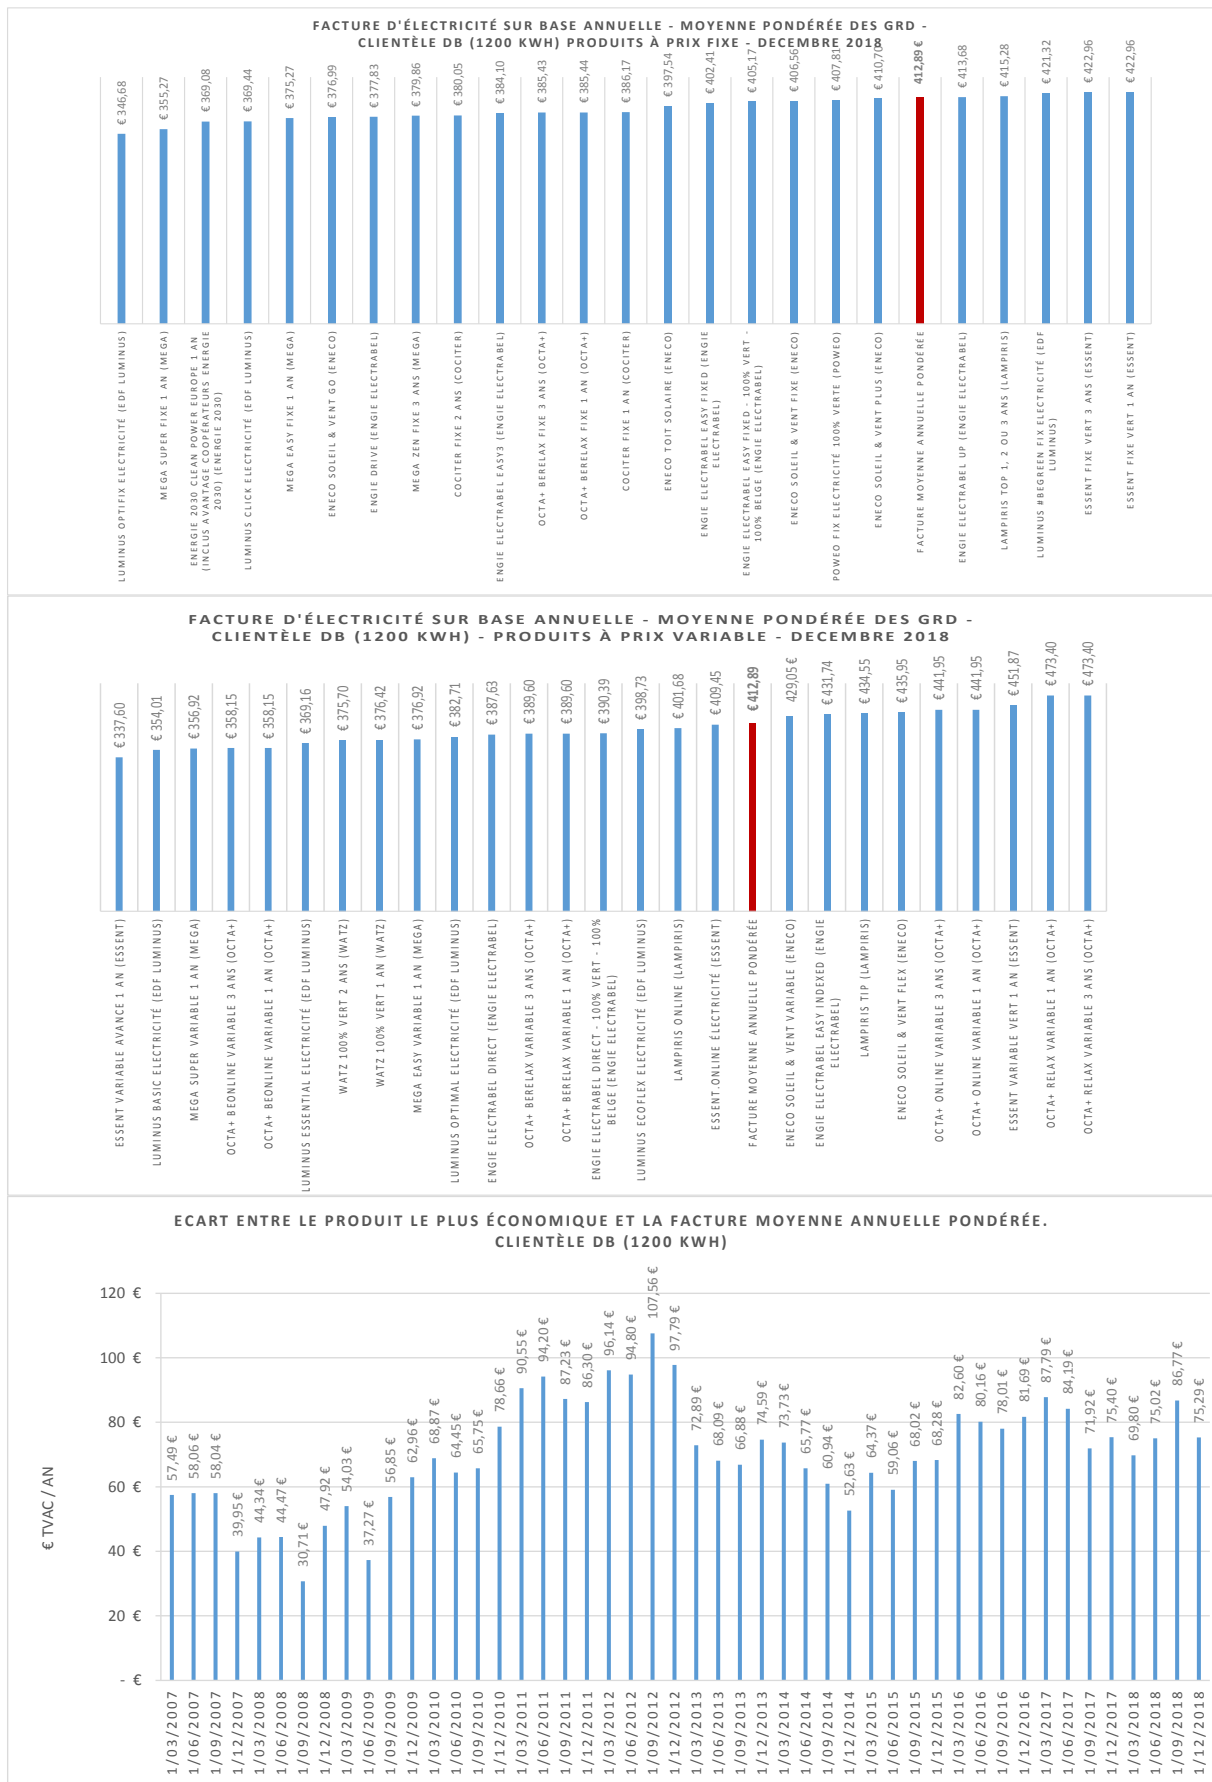 FACTURE D'ÉLECTRICITÉ SUR BASE ANNUELLE - MOYENNE PONDÉRÉE DES GRD -
CLIENTÈLE DB (1200 KWH) PRODUITS À PRIX FIXE - DECEMBRE 2018
€ 346,68
€ 355,27
€ 369,08
€ 369,44
€ 375,27
€ 376,99
€ 377,83
€ 379,86
€ 380,05
€ 384,10
€ 385,43
€ 385,44
€ 386,17
€ 397,54
€ 402,41
€ 405,17
€ 406,56
€ 407,81
€ 410,70
412,89 €
€ 413,68
€ 415,28
€ 421,32
€ 422,96
€ 422,96
LUMINUS OPTIFIX ELECTRICITÉ (EDF LUMINUS)
MEGA SUPER FIXE 1 AN (MEGA)
ENERGIE 2030 CLEAN POWER EUROPE 1 AN
(INCLUS AVANTAGE COOPÉRATEURS ENERGIE
2030) (ENERGIE 2030)
LUMINUS CLICK ELECTRICITÉ (EDF LUMINUS)
MEGA EASY FIXE 1 AN (MEGA)
ENECO SOLEIL & VENT GO (ENECO)
ENGIE DRIVE (ENGIE ELECTRABEL)
MEGA ZEN FIXE 3 ANS (MEGA)
COCITER FIXE 2 ANS (COCITER)
ENGIE ELECTRABEL EASY3 (ENGIE ELECTRABEL)
OCTA+ BERELAX FIXE 3 ANS (OCTA+)
OCTA+ BERELAX FIXE 1 AN (OCTA+)
COCITER FIXE 1 AN (COCITER)
ENECO TOIT SOLAIRE (ENECO)
ENGIE ELECTRABEL EASY FIXED (ENGIE
ELECTRABEL)
ENGIE ELECTRABEL EASY FIXED - 100% VERT -
100% BELGE (ENGIE ELECTRABEL)
ENECO SOLEIL & VENT FIXE (ENECO)
POWEO FIX ELECTRICITÉ 100% VERTE (POWEO)
ENECO SOLEIL & VENT PLUS (ENECO)
FACTURE MOYENNE ANNUELLE PONDÉRÉE
ENGIE ELECTRABEL UP (ENGIE ELECTRABEL)
LAMPIRIS TOP 1, 2 OU 3 ANS (LAMPIRIS)
LUMINUS #BEGREEN FIX ELECTRICITÉ (EDF
LUMINUS)
ESSENT FIXE VERT 3 ANS (ESSENT)
ESSENT FIXE VERT 1 AN (ESSENT)
FACTURE D'ÉLECTRICITÉ SUR BASE ANNUELLE - MOYENNE PONDÉRÉE DES GRD -
CLIENTÈLE DB (1200 KWH) - PRODUITS À PRIX VARIABLE - DECEMBRE 2018
€ 337,60
€ 354,01
€ 356,92
€ 358,15
€ 358,15
€ 369,16
€ 375,70
€ 376,42
€ 376,92
€ 382,71
€ 387,63
€ 389,60
€ 389,60
€ 390,39
€ 398,73
€ 401,68
€ 409,45
€ 412,89
429,05 €
€ 431,74
€ 434,55
€ 435,95
€ 441,95
€ 441,95
€ 451,87
€ 473,40
€ 473,40
ESSENT VARIABLE AVANCE 1 AN (ESSENT)
LUMINUS BASIC ELECTRICITÉ (EDF LUMINUS)
MEGA SUPER VARIABLE 1 AN (MEGA)
OCTA+ BEONLINE VARIABLE 3 ANS (OCTA+)
OCTA+ BEONLINE VARIABLE 1 AN (OCTA+)
LUMINUS ESSENTIAL ELECTRICITÉ (EDF LUMINUS)
WATZ 100% VERT 2 ANS (WATZ)
WATZ 100% VERT 1 AN (WATZ)
MEGA EASY VARIABLE 1 AN (MEGA)
LUMINUS OPTIMAL ELECTRICITÉ (EDF LUMINUS)
ENGIE ELECTRABEL DIRECT (ENGIE ELECTRABEL)
OCTA+ BERELAX VARIABLE 3 ANS (OCTA+)
OCTA+ BERELAX VARIABLE 1 AN (OCTA+)
ENGIE ELECTRABEL DIRECT - 100% VERT - 100%
BELGE (ENGIE ELECTRABEL)
LUMINUS ECOFLEX ELECTRICITÉ (EDF LUMINUS)
LAMPIRIS ONLINE (LAMPIRIS)
ESSENT.ONLINE ÉLECTRICITÉ (ESSENT)
FACTURE MOYENNE ANNUELLE PONDÉRÉE
ENECO SOLEIL & VENT VARIABLE (ENECO)
ENGIE ELECTRABEL EASY INDEXED (ENGIE
ELECTRABEL)
LAMPIRIS TIP (LAMPIRIS)
ENECO SOLEIL & VENT FLEX (ENECO)
OCTA+ ONLINE VARIABLE 3 ANS (OCTA+)
OCTA+ ONLINE VARIABLE 1 AN (OCTA+)
ESSENT VARIABLE VERT 1 AN (ESSENT)
OCTA+ RELAX VARIABLE 1 AN (OCTA+)
OCTA+ RELAX VARIABLE 3 ANS (OCTA+)
ECART ENTRE LE PRODUIT LE PLUS ÉCONOMIQUE ET LA FACTURE MOYENNE ANNUELLE PONDÉRÉE.
CLIENTÈLE DB (1200 KWH)
€ TVAC / AN
120 €
100 €
80 €
60 €
40 €
20 €
- €
57,49 €
58,06 €
58,04 €
39,95 €
44,34 €
44,47 €
30,71 €
47,92 €
54,03 €
37,27 €
56,85 €
62,96 €
68,87 €
64,45 €
65,75 €
78,66 €
90,55 €
94,20 €
87,23 €
86,30 €
96,14 €
94,80 €
107,56 €
97,79 €
72,89 €
68,09 €
66,88 €
74,59 €
73,73 €
65,77 €
60,94 €
52,63 €
64,37 €
59,06 €
68,02 €
68,28 €
82,60 €
80,16 €
78,01 €
81,69 €
87,79 €
84,19 €
71,92 €
75,40 €
69,80 €
75,02 €
86,77 €
75,29 €
1/03/2007
1/06/2007
1/09/2007
1/12/2007
1/03/2008
1/06/2008
1/09/2008
1/12/2008
1/03/2009
1/06/2009
1/09/2009
1/12/2009
1/03/2010
1/06/2010
1/09/2010
1/12/2010
1/03/2011
1/06/2011
1/09/2011
1/12/2011
1/03/2012
1/06/2012
1/09/2012
1/12/2012
1/03/2013
1/06/2013
1/09/2013
1/12/2013
1/03/2014
1/06/2014
1/09/2014
1/12/2014
1/03/2015
1/06/2015
1/09/2015
1/12/2015
1/03/2016
1/06/2016
1/09/2016
1/12/2016
1/03/2017
1/06/2017
1/09/2017
1/12/2017
1/03/2018
1/06/2018
1/09/2018
1/12/2018